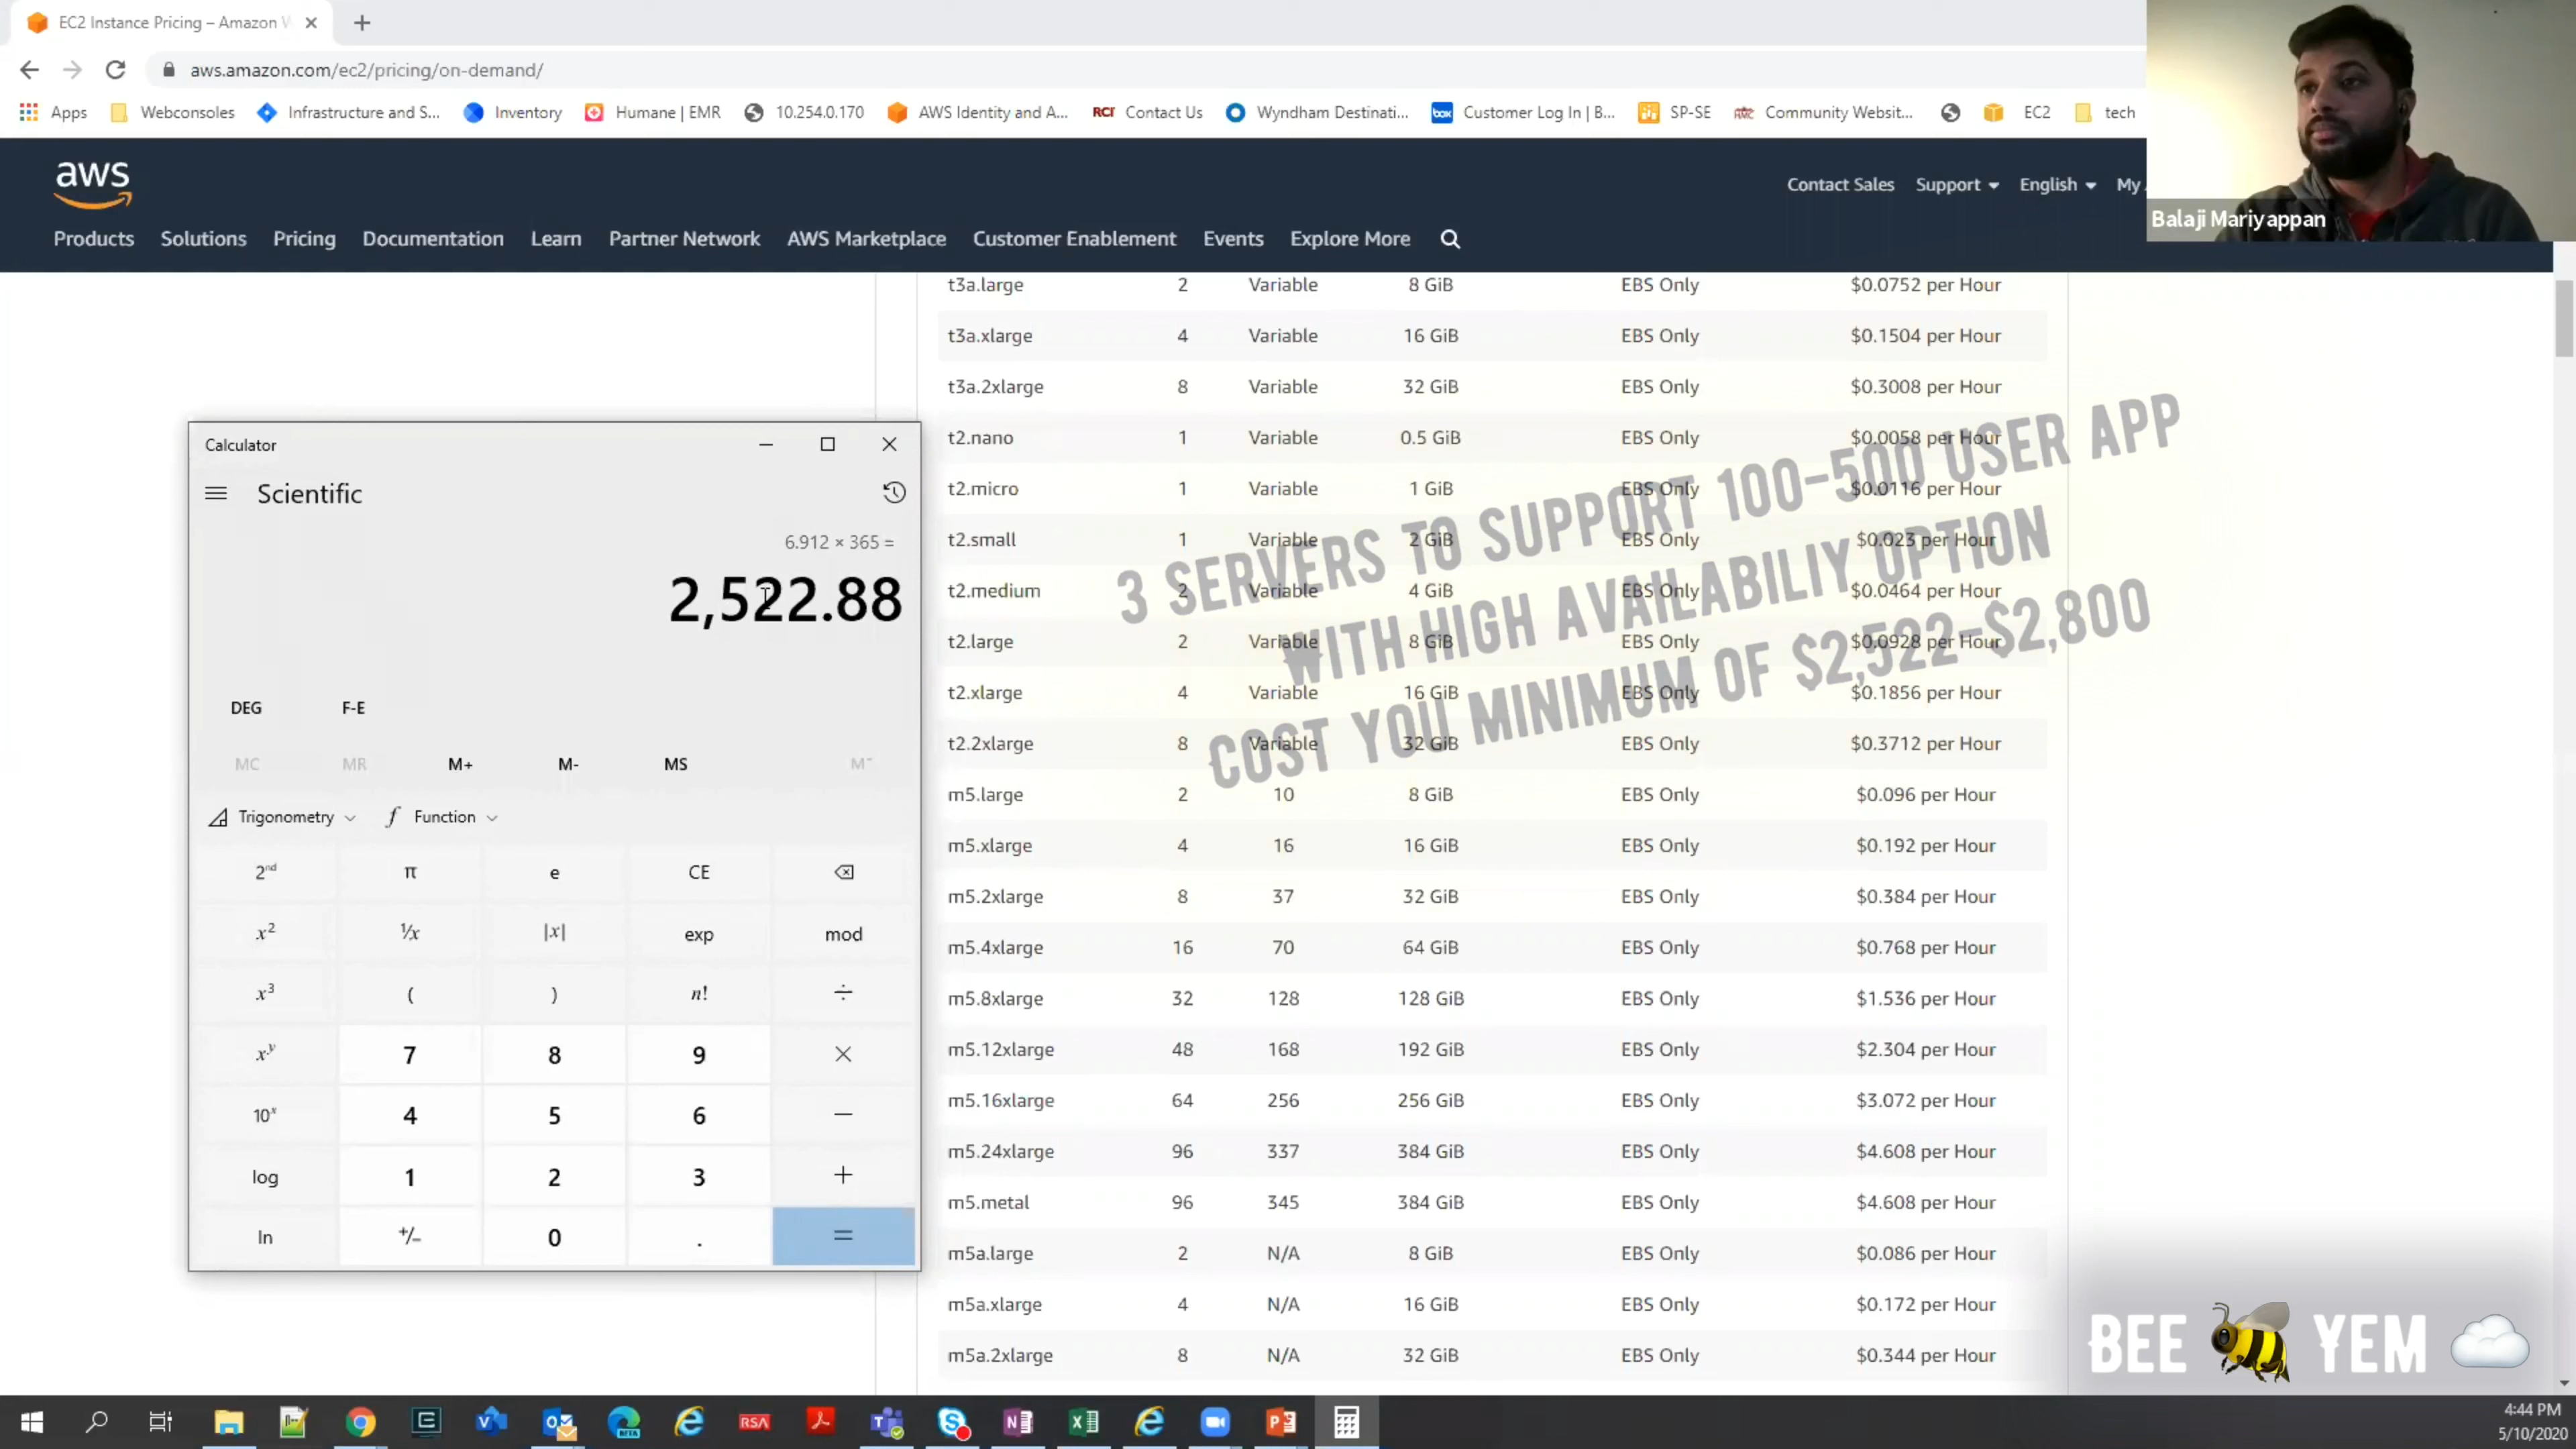 EC2 Instance Pricing – Amazon W
aws.amazon.com/ec2/pricing/on-demand/
Apps Webconsoles Infrastructure and S... Inventory Humane | EMR 10.254.0.170 AWS Identity and A... RCI Contact Us Wyndham Destinati... box Customer Log In | B... SP-SE Community Websit... EC2 tech
aws
Contact Sales Support English My
Balaji Mariyappan
Products Solutions Pricing Documentation Learn Partner Network AWS Marketplace Customer Enablement Events Explore More
t3a.large 2 Variable 8 GiB EBS Only $0.0752 per Hour
t3a.xlarge 4 Variable 16 GiB EBS Only $0.1504 per Hour
t3a.2xlarge 8 Variable 32 GiB EBS Only $0.3008 per Hour
t2.nano 1 Variable 0.5 GiB EBS Only $0.0058 per Hour
t2.micro 1 Variable 1 GiB EBS Only $0.0116 per Hour
t2.small 1 Variable 2 GiB EBS Only $0.023 per Hour
t2.medium 2 Variable 4 GiB EBS Only $0.0464 per Hour
t2.large 2 Variable 8 GiB EBS Only $0.0928 per Hour
t2.xlarge 4 Variable 16 GiB EBS Only $0.1856 per Hour
t2.2xlarge 8 Variable 32 GiB EBS Only $0.3712 per Hour
m5.large 2 10 8 GiB EBS Only $0.096 per Hour
m5.xlarge 4 16 16 GiB EBS Only $0.192 per Hour
m5.2xlarge 8 37 32 GiB EBS Only $0.384 per Hour
m5.4xlarge 16 70 64 GiB EBS Only $0.768 per Hour
m5.8xlarge 32 128 128 GiB EBS Only $1.536 per Hour
m5.12xlarge 48 168 192 GiB EBS Only $2.304 per Hour
m5.16xlarge 64 256 256 GiB EBS Only $3.072 per Hour
m5.24xlarge 96 337 384 GiB EBS Only $4.608 per Hour
m5.metal 96 345 384 GiB EBS Only $4.608 per Hour
m5a.large 2 N/A 8 GiB EBS Only $0.086 per Hour
m5a.xlarge 4 N/A 16 GiB EBS Only $0.172 per Hour
m5a.2xlarge 8 N/A 32 GiB EBS Only $0.344 per Hour
3 SERVERS TO SUPPORT 100-500 USER APP
WITH HIGH AVAILABILIY OPTION
COST YOU MINIMUM OF $2,522-$2,800
Calculator
Scientific
6.912 × 365 =
2,522.88
DEG F-E
MC MR M+ M- MS M˅
Trigonometry f Function
2nd π e CE
x² ¹⁄x |x| exp mod
x³ ( ) n! ÷
xʸ 7 8 9 ×
10ˣ 4 5 6 −
log 1 2 3 +
ln +/− 0 . =
BEE YEM
RSA
4:44 PM
5/10/2020